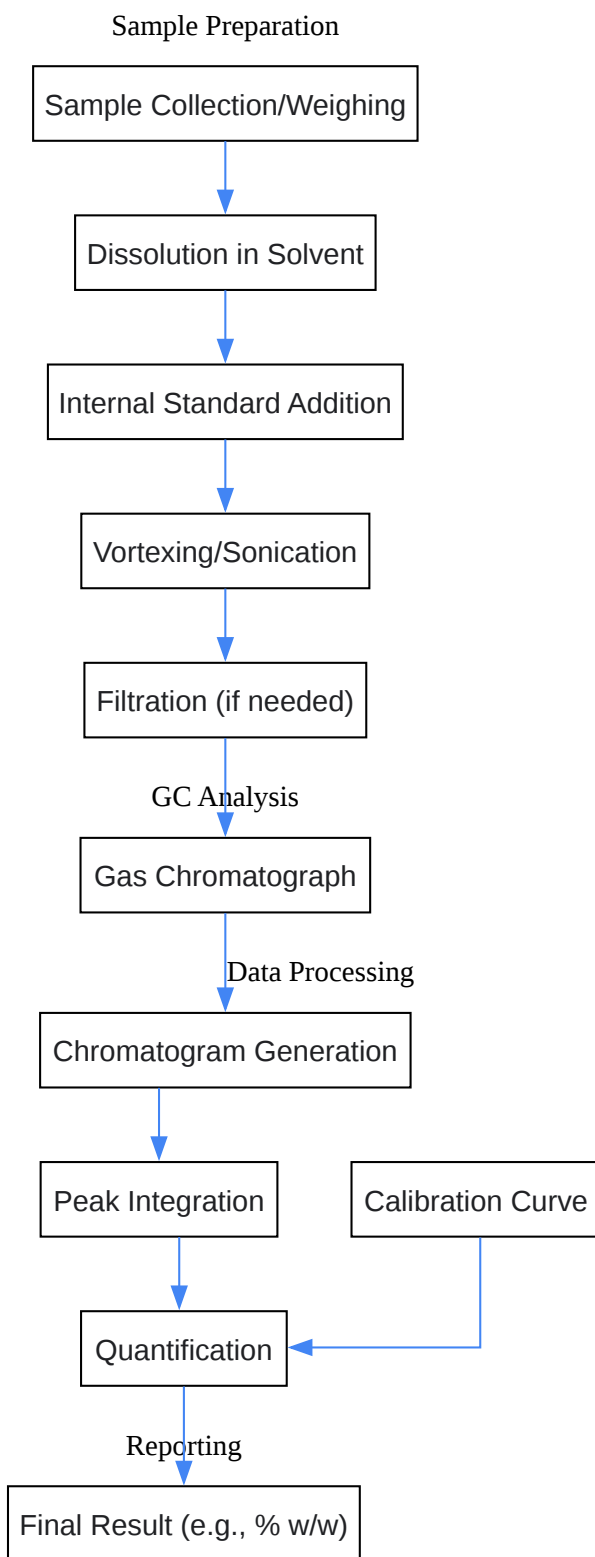 Sample Preparation
Sample Collection/Weighing
Dissolution in Solvent
Internal Standard Addition
Vortexing/Sonication
Filtration (if needed)
GC Analysis
Gas Chromatograph
Data Processing
Chromatogram Generation
Peak Integration
Calibration Curve
Quantification
Reporting
Final Result (e.g., % w/w)